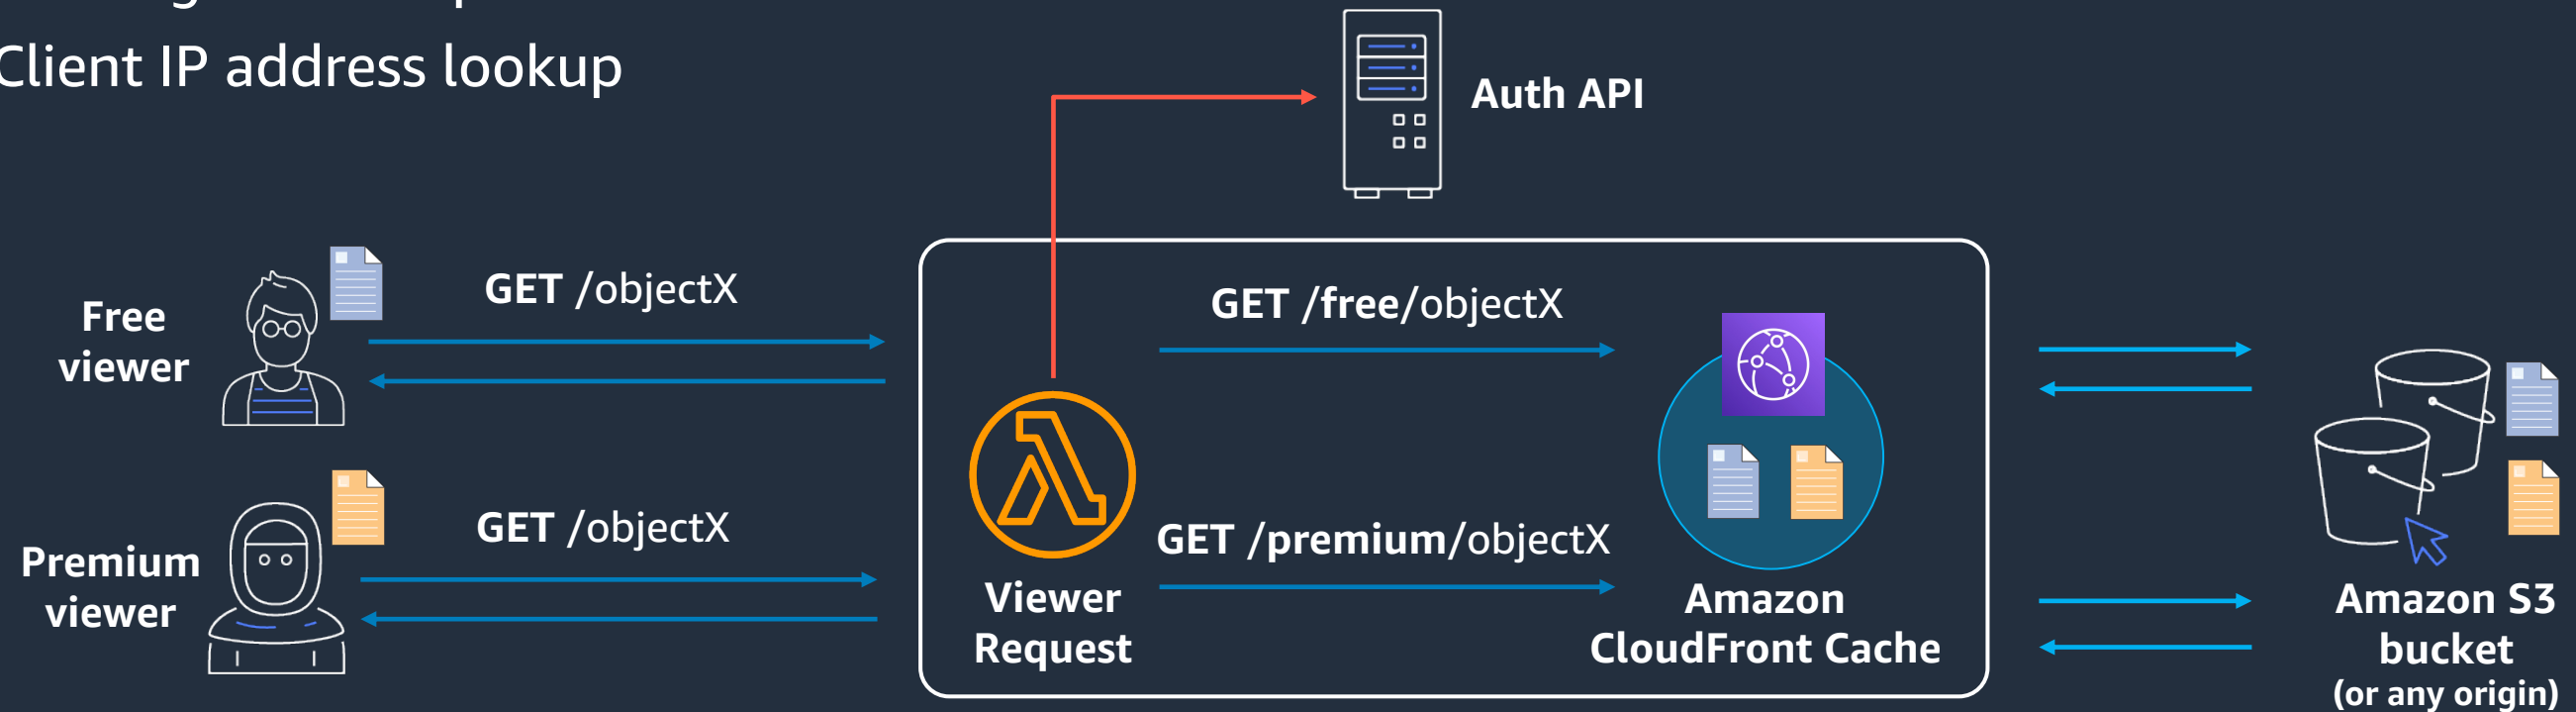 Client IP address lookup
Auth API
Free
viewer
GET /objectX
GET /free/objectX
Premium
viewer
GET /objectX
GET /premium/objectX
Viewer
Request
Amazon
CloudFront Cache
Amazon S3
bucket
(or any origin)